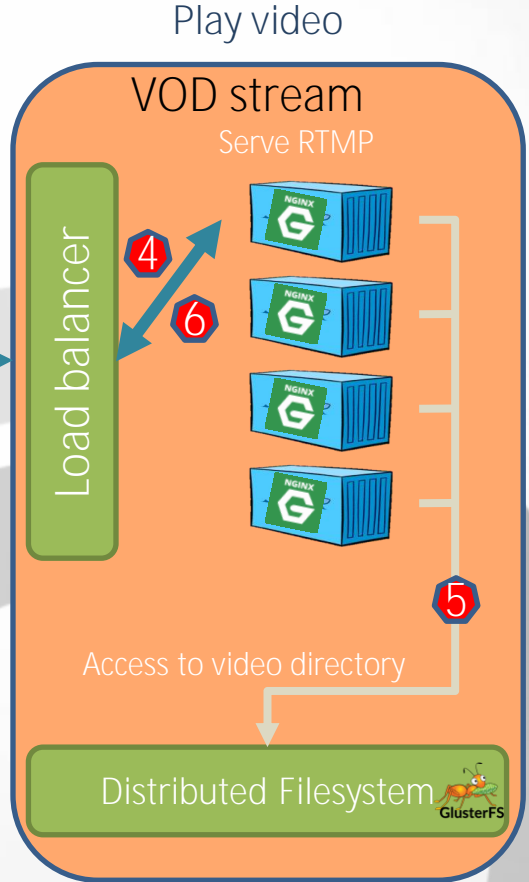 Play video
VOD stream
Serve RTMP
Load balancer
4
6
NGINX
G
NGINX
G
NGINX
G
NGINX
G
5
Access to video directory
Distributed Filesystem
GlusterFS